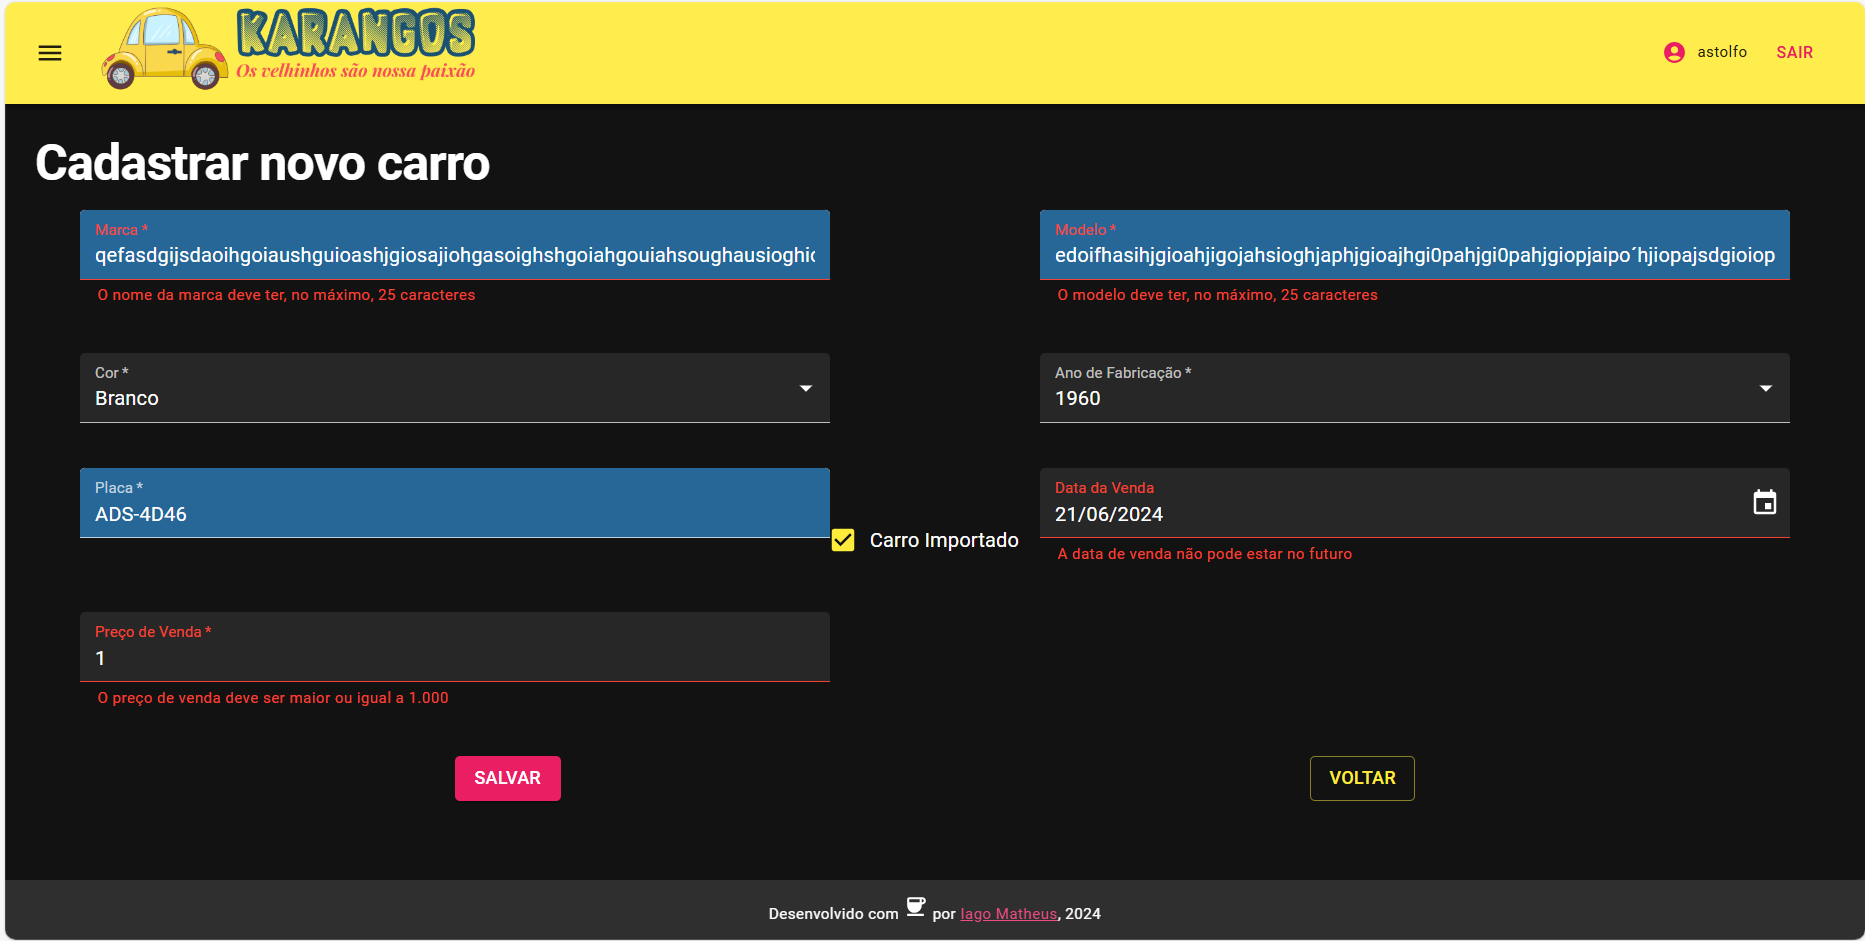 KARANGOS
Os velhinhos são nossa paixão
astolfo
SAIR
Cadastrar novo carro
Marca *
qefasdgijsdaoihgoiaushguioashjgiosajiohgasoighshgoiahgouiahsoughausioghio
O nome da marca deve ter, no máximo, 25 caracteres
Modelo *
edoifhasihjgioahjigojahsioghjaphjgioajhgi0pahjgi0pahjgiopjaipo´hjiopajsdgioiop
O modelo deve ter, no máximo, 25 caracteres
Cor *
Branco
Ano de Fabricação *
1960
Placa *
ADS-4D46
Carro Importado
Data da Venda
21/06/2024
A data de venda não pode estar no futuro
Preço de Venda *
1
O preço de venda deve ser maior ou igual a 1.000
SALVAR
VOLTAR
Desenvolvido com por Iago Matheus, 2024